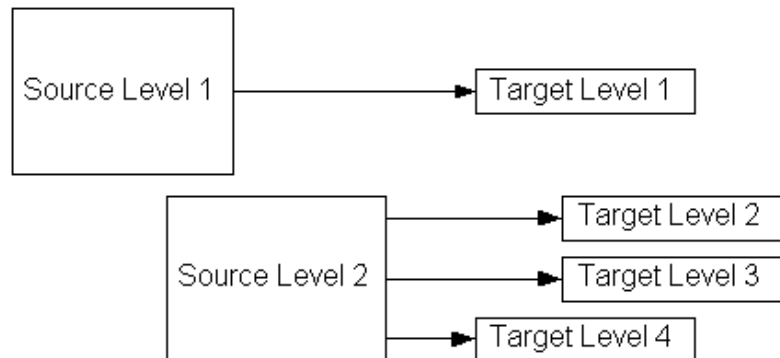 Source Level 1
Target Level 1
Target Level 2
Source Level 2
Target Level 3
Target Level 4